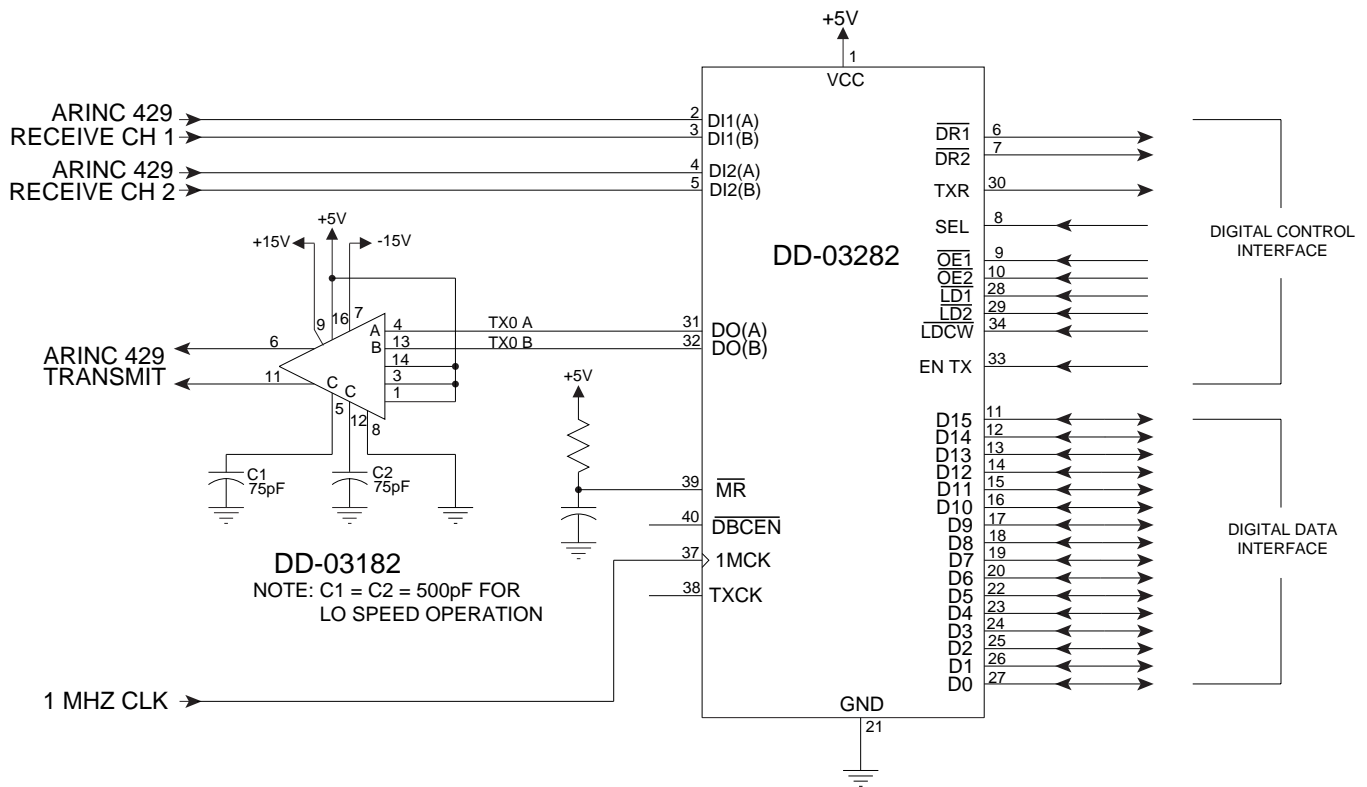 +5V
1
VCC
ARINC 429
RECEIVE CH 1
2
DI1(A)
3
DI1(B)
ARINC 429
RECEIVE CH 2
4
DI2(A)
5
DI2(B)
DR1
6
DR2
7
TXR
30
SEL
8
OE1
9
OE2
10
LD1
28
LD2
29
LDCW
34
EN TX
33
DIGITAL CONTROL
INTERFACE
DD-03282
+15V
+5V
-15V
9
16
7
A
4
TX0 A
31
DO(A)
B
13
TX0 B
32
DO(B)
14
3
1
6
11
ARINC 429
TRANSMIT
C
C
5
12
8
C1
75pF
C2
75pF
+5V
39
MR
40
DBCEN
37
1MCK
38
TXCK
DD-03182
NOTE: C1 = C2 = 500pF FOR
LO SPEED OPERATION
1 MHZ CLK
D15
11
D14
12
D13
13
D12
14
D11
15
D10
16
D9
17
D8
18
D7
19
D6
20
D5
22
D4
23
D3
24
D2
25
D1
26
D0
27
DIGITAL DATA
INTERFACE
GND
21